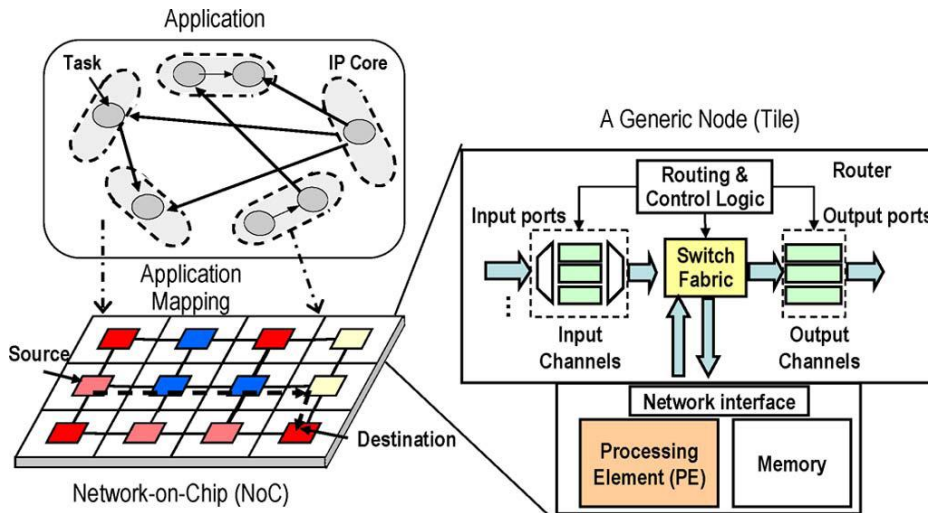 Application
Task
IP Core
Application
Mapping
Source
Destination
Network-on-Chip (NoC)
A Generic Node (Tile)
Routing &
Control Logic
Router
Input ports
Output ports
Switch
Fabric
Input
Channels
Output
Channels
Network interface
Processing
Element (PE)
Memory